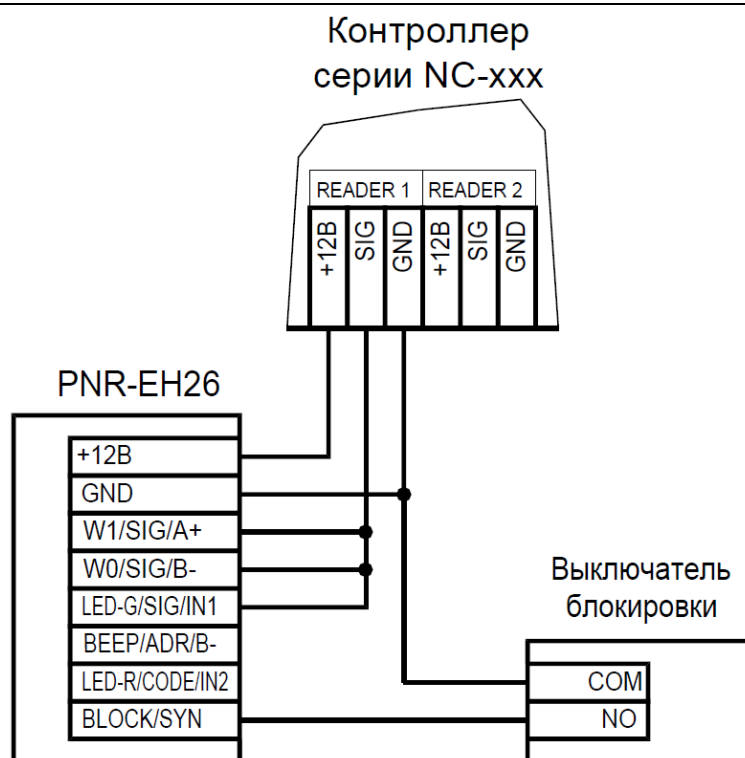 Контроллер
серии NC-xxx
READER 1 READER 2
+12В SIG GND +12В SIG GND
PNR-EH26
+12В
GND
W1/SIG/A+
W0/SIG/B-
LED-G/SIG/IN1
BEEP/ADR/B-
LED-R/CODE/IN2
BLOCK/SYN
Выключатель
блокировки
COM
NO